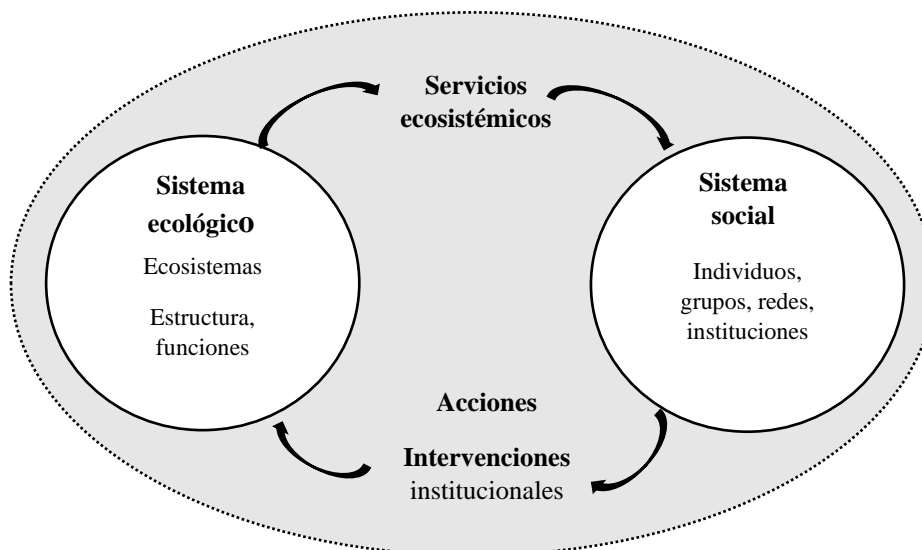 Servicios
ecosistémicos
Sistema
ecológico
Ecosistemas
Estructura,
funciones
Sistema
social
Individuos,
grupos, redes,
instituciones
Acciones
Intervenciones
institucionales